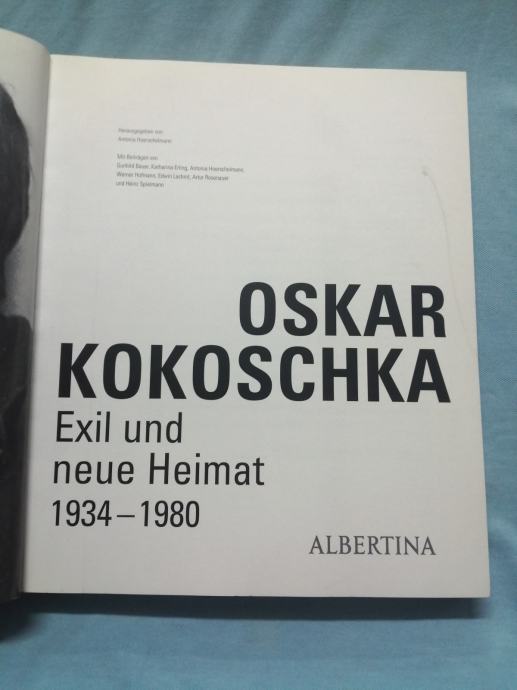 Herausgegeben von
Antonia Hoerschelmann
Mit Beiträgen von
Gunhild Bauer, Katharina Erling, Antonia Hoerschelmann,
Werner Hofmann, Edwin Lachnit, Artur Rosenauer
und Heinz Spielmann
OSKAR
KOKOSCHKA
Exil und
neue Heimat
1934–1980
ALBERTINA